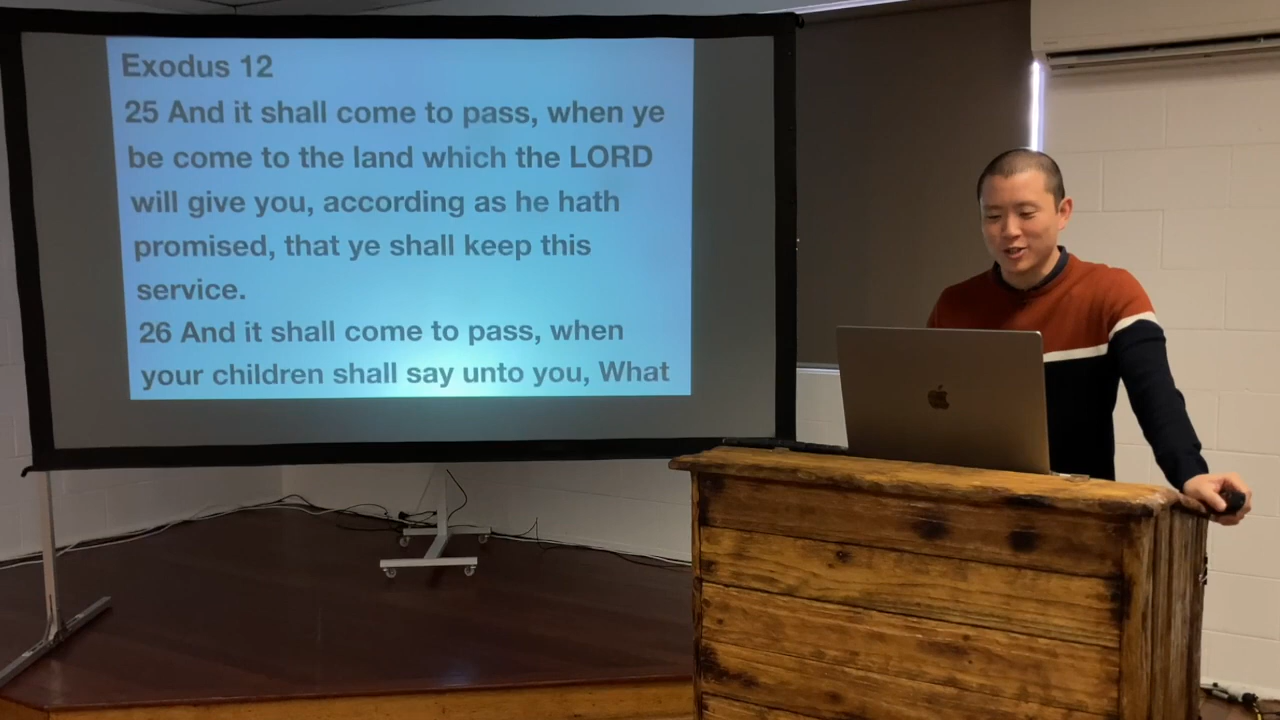 Exodus 12
25 And it shall come to pass, when ye
be come to the land which the LORD
will give you, according as he hath
promised, that ye shall keep this
service.
26 And it shall come to pass, when
your children shall say unto you, What